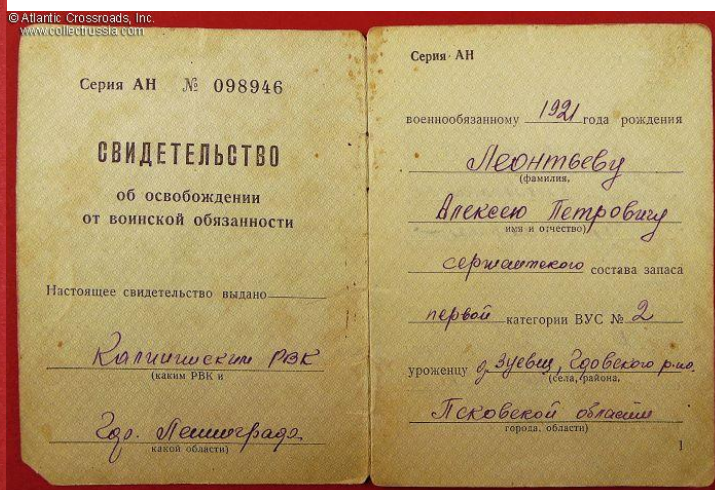 © Atlantic Crossroads, Inc.
www.collectrussia.com
Серия АН № 098946
СВИДЕТЕЛЬСТВО
об освобождении
от воинской обязанности
Настоящее свидетельство выдано
Калининским РВК
(каким РВК и
гор. Ленинграда
какой области)
Серия АН
военнообязанному 1921 года рождения
Леонтьеву
(фамилия,
Алексею Петровичу
имя и отчество)
сержантского состава запаса
первой категории ВУС № 2
уроженцу д. Зуевец, Гдовского р-на.
(села, района,
Псковской области
города, области)
1